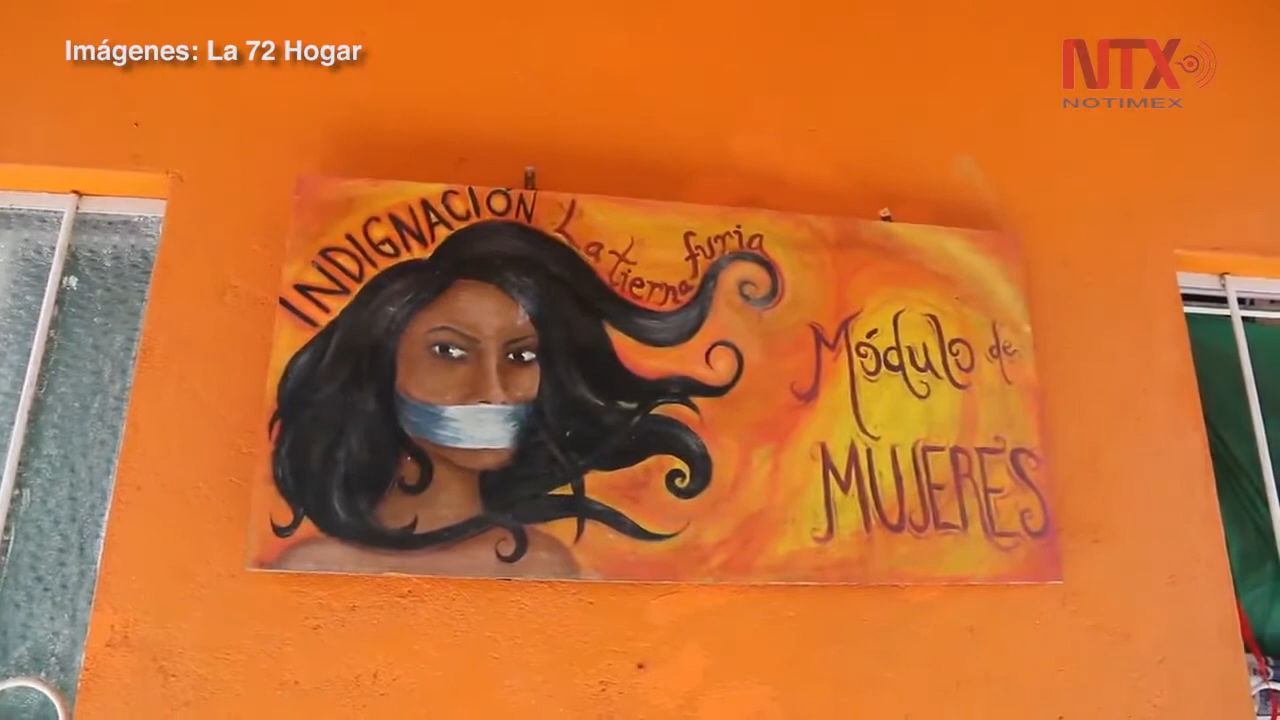 Imágenes: La 72 Hogar
NTX
NOTIMEX
INDIGNACIÓN
La tierna furia
Módulo de
MUJERES